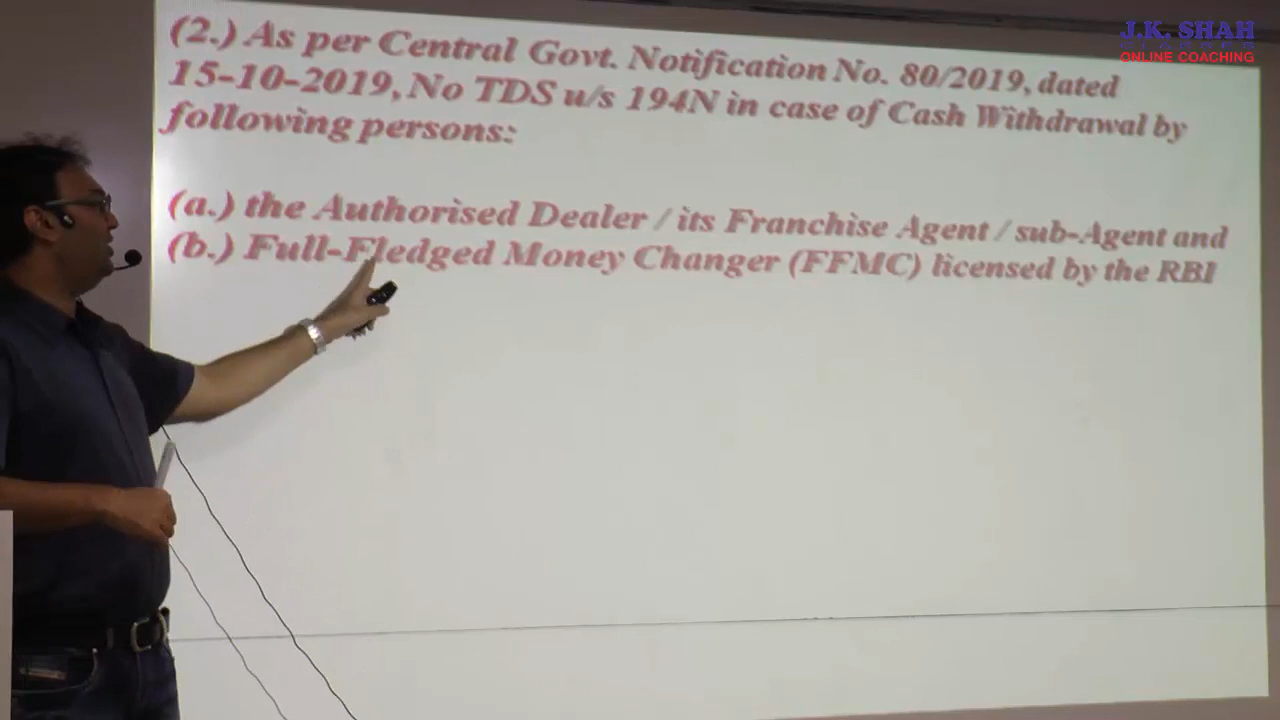 J.K. SHAH
CLASSES
ONLINE COACHING
(2.) As per Central Govt. Notification No. 80/2019, dated
15-10-2019, No TDS u/s 194N in case of Cash Withdrawal by
following persons:
(a.) the Authorised Dealer / its Franchise Agent / sub-Agent and
(b.) Full-Fledged Money Changer (FFMC) licensed by the RBI